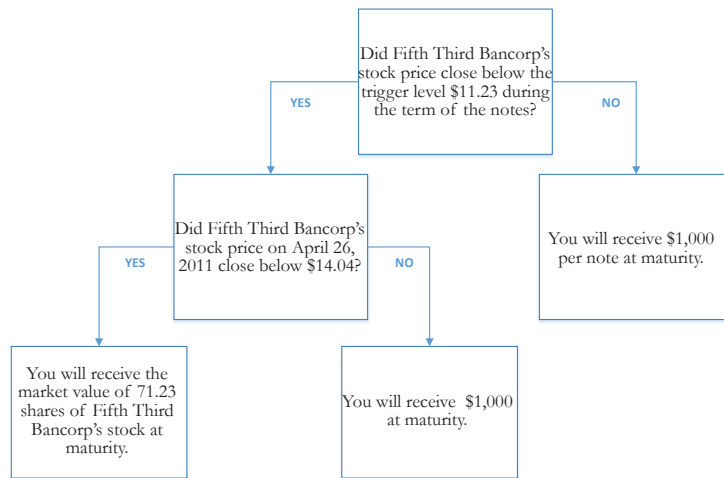 Did Fifth Third Bancorp's
stock price close below the
trigger level $11.23 during
the term of the notes?
YES
NO
Did Fifth Third Bancorp's
stock price on April 26,
2011 close below $14.04?
You will receive $1,000
per note at maturity.
YES
NO
You will receive the
market value of 71.23
shares of Fifth Third
Bancorp's stock at
maturity.
You will receive $1,000
at maturity.